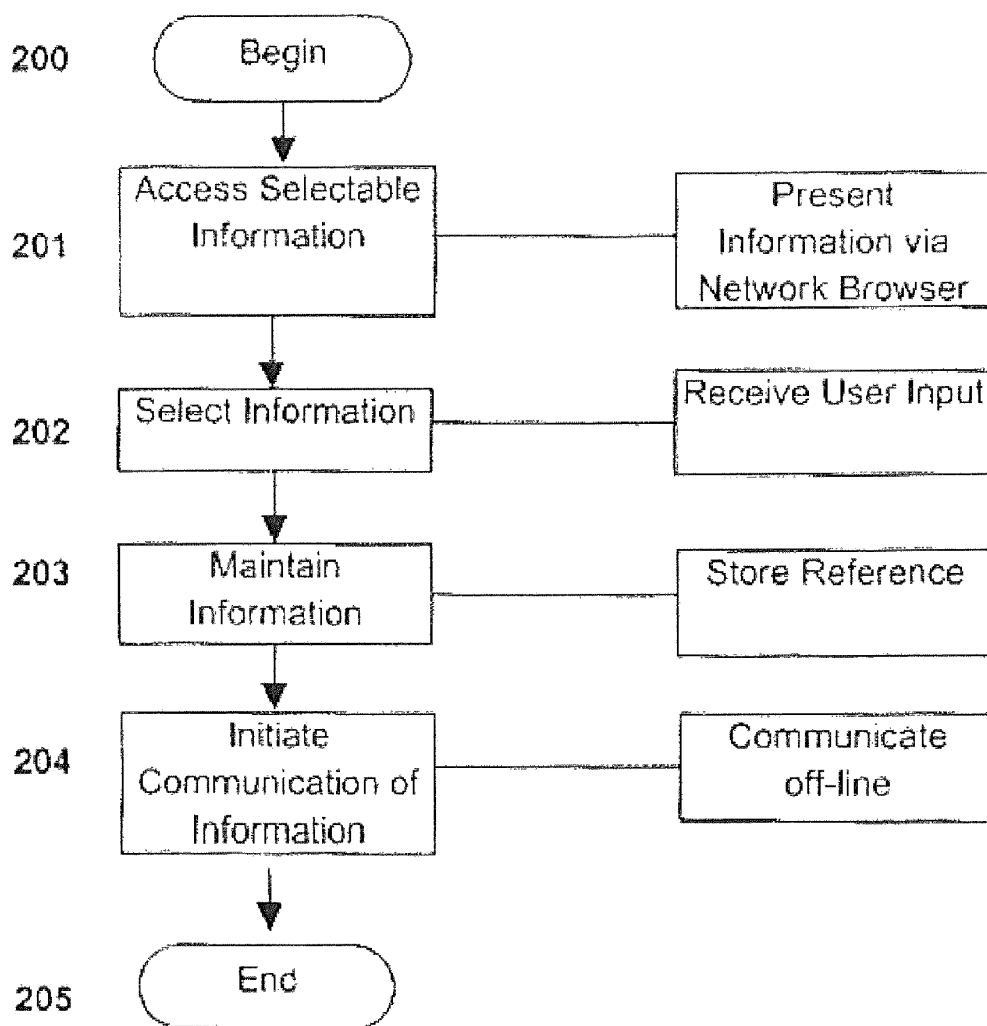 200
Begin
201
Access Selectable
Information
Present
Information via
Network Browser
202
Select Information
Receive User Input
203
Maintain
Information
Store Reference
204
Initiate
Communication of
Information
Communicate
off-line
205
End